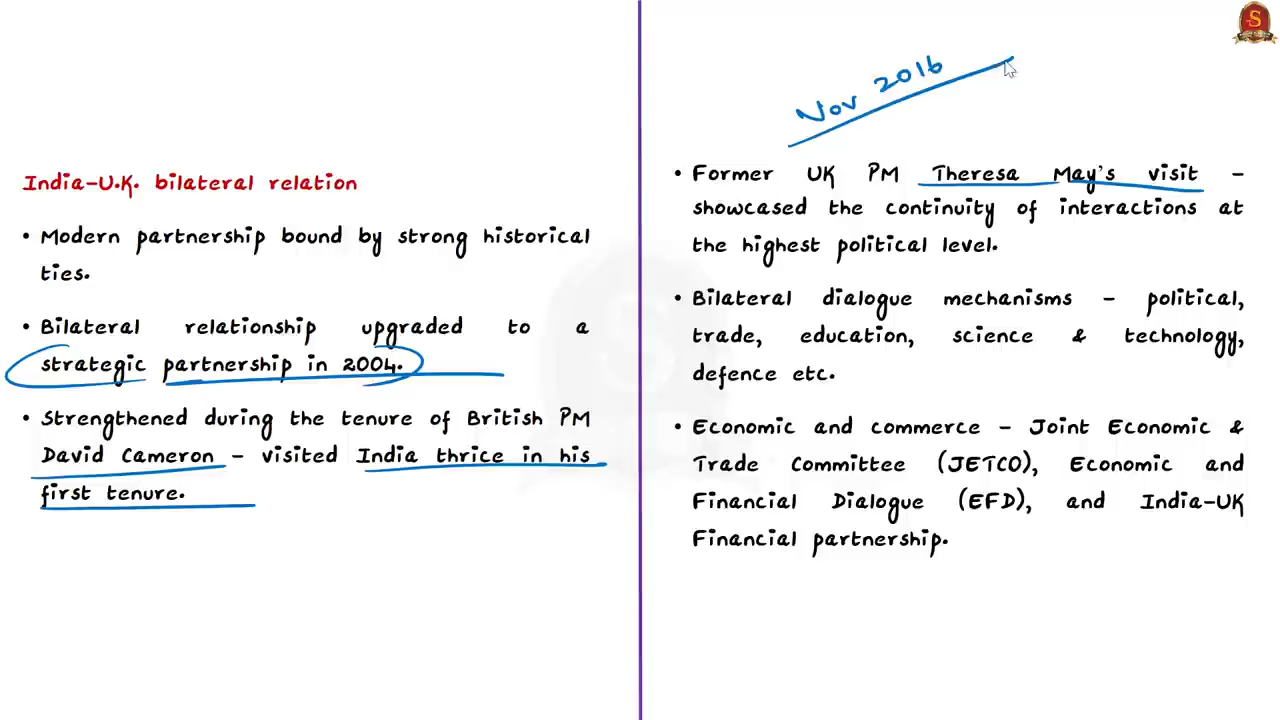 India-U.K. bilateral relation
• Modern partnership bound by strong historical
ties.
• Bilateral relationship upgraded to a
strategic partnership in 2004.
• Strengthened during the tenure of British PM
David Cameron - visited India thrice in his
first tenure.
Nov 2016
• Former UK PM Theresa May's visit -
showcased the continuity of interactions at
the highest political level.
• Bilateral dialogue mechanisms - political,
trade, education, science & technology,
defence etc.
• Economic and commerce - Joint Economic &
Trade Committee (JETCO), Economic and
Financial Dialogue (EFD), and India-UK
Financial partnership.